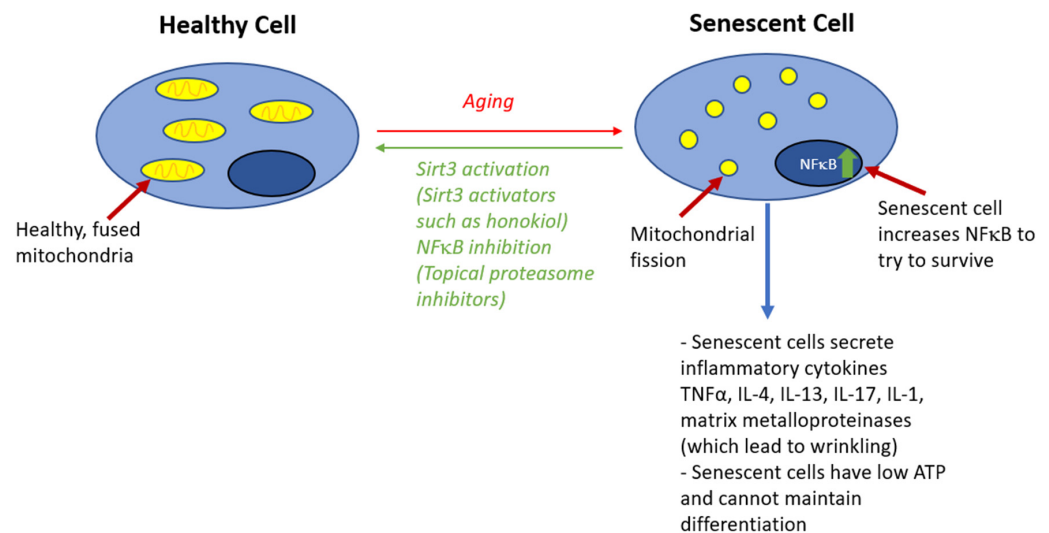 Healthy Cell
Senescent Cell
Aging
Sirt3 activation
(Sirt3 activators
such as honokiol)
NFκB inhibition
(Topical proteasome
inhibitors)
NFκB
Healthy, fused
mitochondria
Mitochondrial
fission
Senescent cell
increases NFκB to
try to survive
- Senescent cells secrete
inflammatory cytokines
TNFα, IL-4, IL-13, IL-17, IL-1,
matrix metalloproteinases
(which lead to wrinkling)
- Senescent cells have low ATP
and cannot maintain
differentiation